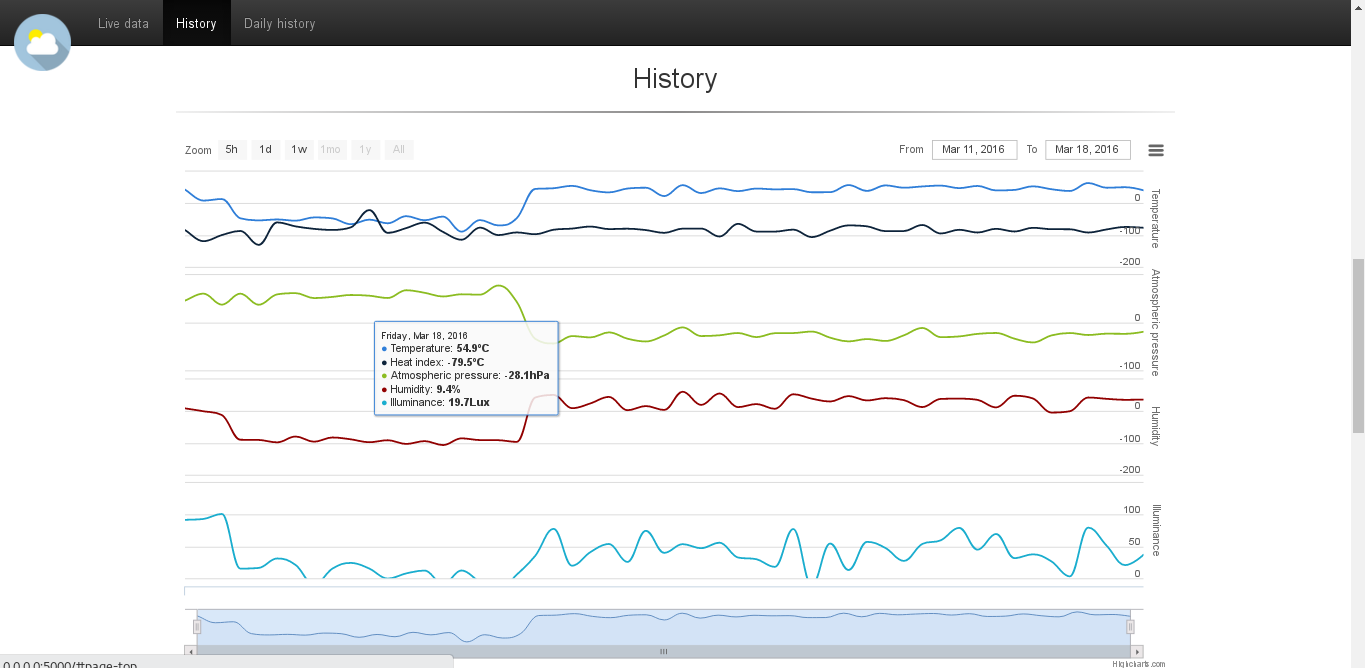 Live data History Daily history
History
Zoom 5h 1d 1w 1mo 1y All From Mar 11, 2016 To Mar 18, 2016
0
-100
-200
Temperature
0
-100
Atmospheric pressure
Friday, Mar 18, 2016
Temperature: 54.9°C
Heat index: -79.5°C
Atmospheric pressure: -28.1hPa
Humidity: 9.4%
Illuminance: 19.7Lux
0
-100
-200
Humidity
100
50
0
Illuminance
0.0.0.0:5000/#page-top
Highcharts.com